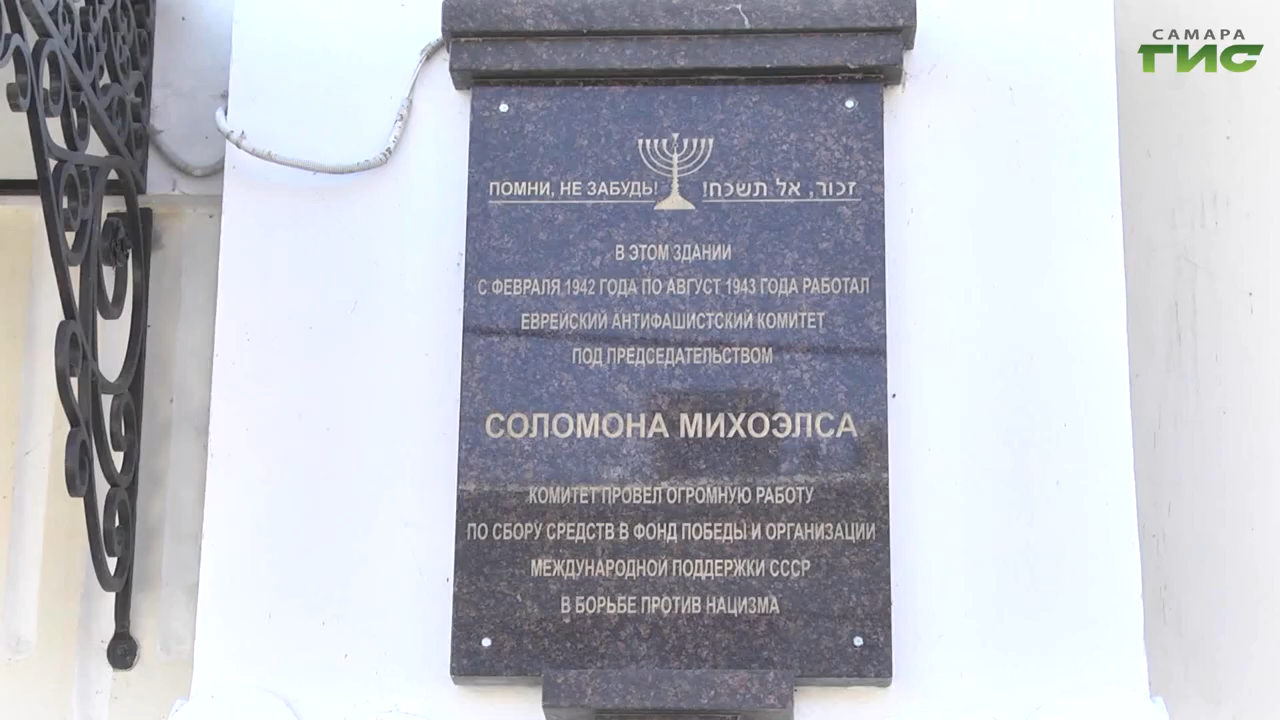 САМАРА
ГИС
ПОМНИ, НЕ ЗАБУДЬ! זכור, אל תשכח!
В ЭТОМ ЗДАНИИ
С ФЕВРАЛЯ 1942 ГОДА ПО АВГУСТ 1943 ГОДА РАБОТАЛ
ЕВРЕЙСКИЙ АНТИФАШИСТСКИЙ КОМИТЕТ
ПОД ПРЕДСЕДАТЕЛЬСТВОМ
СОЛОМОНА МИХОЭЛСА
КОМИТЕТ ПРОВЕЛ ОГРОМНУЮ РАБОТУ
ПО СБОРУ СРЕДСТВ В ФОНД ПОБЕДЫ И ОРГАНИЗАЦИИ
МЕЖДУНАРОДНОЙ ПОДДЕРЖКИ СССР
В БОРЬБЕ ПРОТИВ НАЦИЗМА